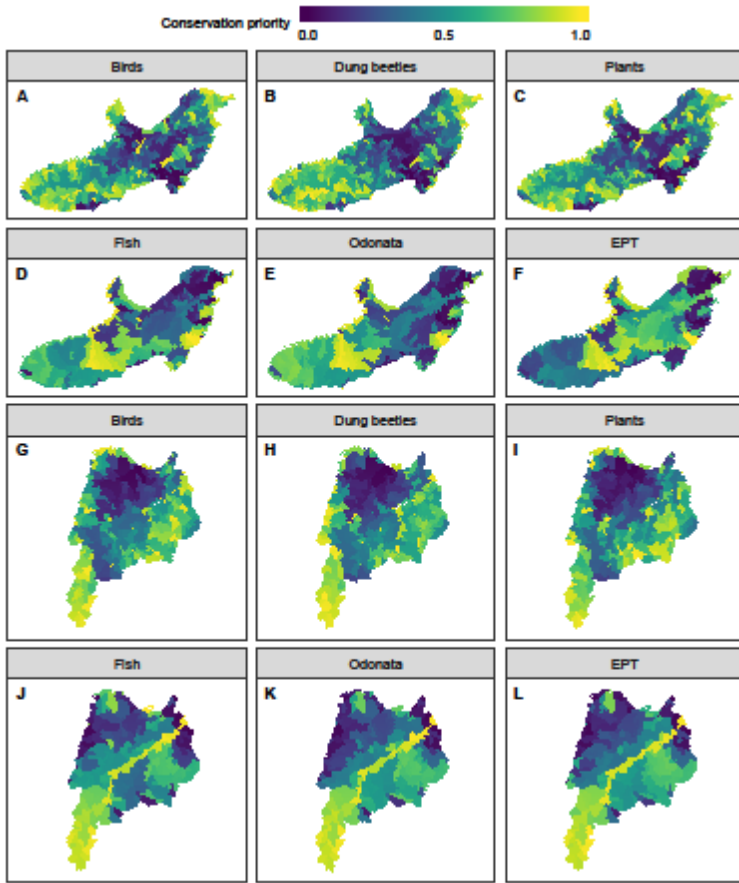 Conservation priority
0.0 0.5 1.0
Birds Dung beetles Plants
A B C
Fish Odonata EPT
D E F
Birds Dung beetles Plants
G H I
Fish Odonata EPT
J K L